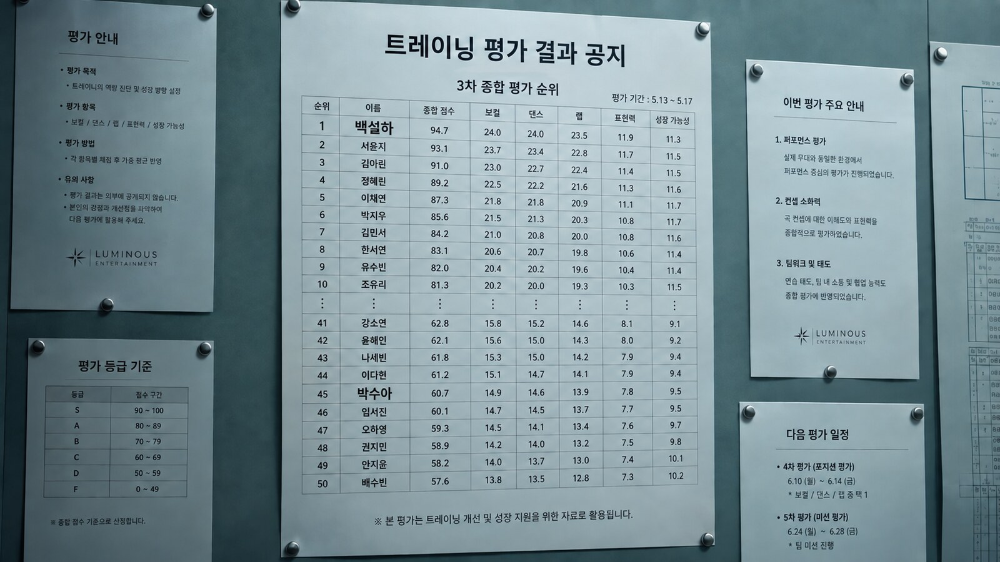 평가 안내
• 평가 목적
• 트레이니의 역량 진단 및 성장 방향 설정
• 평가 항목
• 보컬 / 댄스 / 랩 / 표현력 / 성장 가능성
• 평가 방법
• 각 항목별 체점 후 가중 평균 반영
• 유의 사항
• 평가 결과는 외부에 공개되지 않습니다.
• 본인의 강점과 개선점을 파악하여
다음 평가에 활용해 주세요.
LUMINOUS
ENTERTAINMENT
평가 등급 기준
등급 점수 구간
S 90 ~ 100
A 80 ~ 89
B 70 ~ 79
C 60 ~ 69
D 50 ~ 59
F 0 ~ 49
※ 종합 점수 기준으로 산정합니다.
트레이닝 평가 결과 공지
3차 종합 평가 순위
평가 기간 : 5.13 ~ 5.17
순위 이름 종합 점수 보컬 댄스 랩 표현력 성장 가능성
1 백설하 94.7 24.0 24.0 23.5 11.9 11.3
2 서윤지 93.1 23.7 23.4 22.8 11.7 11.5
3 김아린 91.0 23.0 22.7 22.4 11.4 11.5
4 정혜린 89.2 22.5 22.2 21.6 11.3 11.6
5 이채연 87.3 21.8 21.8 20.9 11.1 11.7
6 박지우 85.6 21.5 21.3 20.3 10.8 11.7
7 김민서 84.2 21.0 20.8 20.0 10.8 11.6
8 한서연 83.1 20.6 20.7 19.8 10.6 11.4
9 유수빈 82.0 20.4 20.2 19.6 10.4 11.4
10 조유리 81.3 20.2 20.0 19.3 10.3 11.5
⋮ ⋮ ⋮ ⋮ ⋮ ⋮ ⋮ ⋮
41 강소연 62.8 15.8 15.2 14.6 8.1 9.1
42 윤해인 62.1 15.6 15.0 14.3 8.0 9.2
43 나세빈 61.8 15.3 15.0 14.2 7.9 9.4
44 이다현 61.2 15.1 14.7 14.1 7.9 9.4
45 박수아 60.7 14.9 14.6 13.9 7.8 9.5
46 임서진 60.1 14.7 14.5 13.7 7.7 9.5
47 오하영 59.3 14.5 14.1 13.4 7.6 9.7
48 권지민 58.9 14.2 14.0 13.2 7.5 9.8
49 안지윤 58.2 14.0 13.7 13.0 7.4 10.1
50 배수빈 57.6 13.8 13.5 12.8 7.3 10.2
※ 본 평가는 트레이닝 개선 및 성장 지원을 위한 자료로 활용됩니다.
이번 평가 주요 안내
1. 퍼포먼스 평가
실제 무대와 동일한 환경에서
퍼포먼스 중심의 평가가 진행되었습니다.
2. 컨셉 소화력
곡 컨셉에 대한 이해도와 표현력을
종합적으로 평가하였습니다.
3. 팀워크 및 태도
연습 태도, 팀 내 소통 및 협업 능력도
종합 평가에 반영되었습니다.
LUMINOUS
ENTERTAINMENT
다음 평가 일정
• 4차 평가 (포지션 평가)
6.10 (월) ~ 6.14 (금)
* 보컬 / 댄스 / 랩 중 택 1
• 5차 평가 (미션 평가)
6.24 (월) ~ 6.28 (금)
* 팀 미션 진행